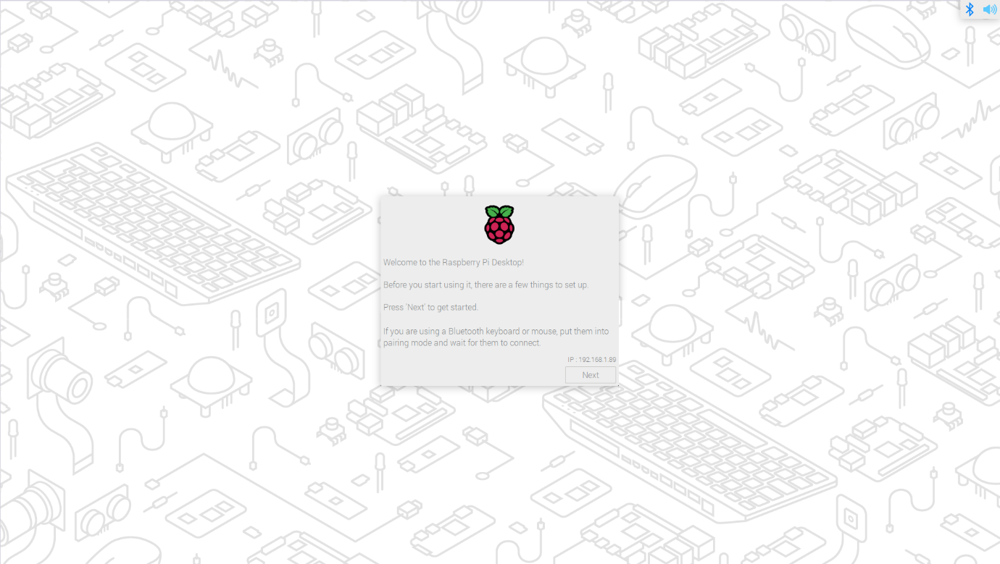 Welcome to the Raspberry Pi Desktop!
Before you start using it, there are a few things to set up.
Press 'Next' to get started.
If you are using a Bluetooth keyboard or mouse, put them into
pairing mode and wait for them to connect.
IP : 192.168.1.89
Next